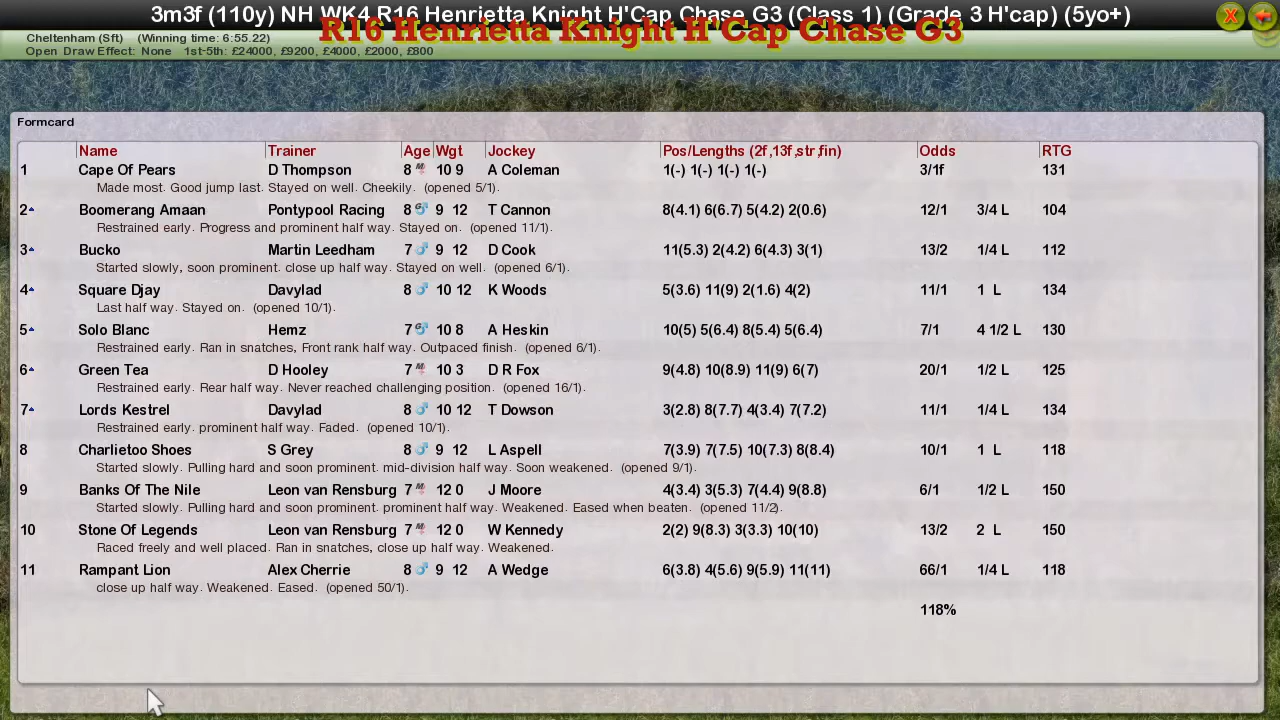 3m3f (110y) NH WK4 R16 Henrietta Knight H'Cap Chase G3 (Class 1) (Grade 3 H'cap) (5yo+)
R16 Henrietta Knight H'Cap Chase G3
Cheltenham (Sft) (Winning time: 6:55.22)
Open Draw Effect: None 1st-5th: £24000, £9200, £4000, £2000, £800
Formcard
Name Trainer Age Wgt Jockey Pos/Lengths (2f,13f,str,fin) Odds RTG
1 Cape Of Pears D Thompson 8 10 9 A Coleman 1(-) 1(-) 1(-) 1(-) 3/1f 131
Made most. Good jump last. Stayed on well. Cheekily. (opened 5/1).
2 Boomerang Amaan Pontypool Racing 8 9 12 T Cannon 8(4.1) 6(6.7) 5(4.2) 2(0.6) 12/1 3/4 L 104
Restrained early. Progress and prominent half way. Stayed on. (opened 11/1).
3 Bucko Martin Leedham 7 9 12 D Cook 11(5.3) 2(4.2) 6(4.3) 3(1) 13/2 1/4 L 112
Started slowly, soon prominent. close up half way. Stayed on well. (opened 6/1).
4 Square Djay Davylad 8 10 12 K Woods 5(3.6) 11(9) 2(1.6) 4(2) 11/1 1 L 134
Last half way. Stayed on. (opened 10/1).
5 Solo Blanc Hemz 7 10 8 A Heskin 10(5) 5(6.4) 8(5.4) 5(6.4) 7/1 4 1/2 L 130
Restrained early. Ran in snatches, Front rank half way. Outpaced finish. (opened 6/1).
6 Green Tea D Hooley 7 10 3 D R Fox 9(4.8) 10(8.9) 11(9) 6(7) 20/1 1/2 L 125
Restrained early. Rear half way. Never reached challenging position. (opened 16/1).
7 Lords Kestrel Davylad 8 10 12 T Dowson 3(2.8) 8(7.7) 4(3.4) 7(7.2) 11/1 1/4 L 134
Restrained early. prominent half way. Faded. (opened 10/1).
8 Charlietoo Shoes S Grey 8 9 12 L Aspell 7(3.9) 7(7.5) 10(7.3) 8(8.4) 10/1 1 L 118
Started slowly. Pulling hard and soon prominent. mid-division half way. Soon weakened. (opened 9/1).
9 Banks Of The Nile Leon van Rensburg 7 12 0 J Moore 4(3.4) 3(5.3) 7(4.4) 9(8.8) 6/1 1/2 L 150
Started slowly. Pulling hard and soon prominent. prominent half way. Weakened. Eased when beaten. (opened 11/2).
10 Stone Of Legends Leon van Rensburg 7 12 0 W Kennedy 2(2) 9(8.3) 3(3.3) 10(10) 13/2 2 L 150
Raced freely and well placed. Ran in snatches, close up half way. Weakened.
11 Rampant Lion Alex Cherrie 8 9 12 A Wedge 6(3.8) 4(5.6) 9(5.9) 11(11) 66/1 1/4 L 118
close up half way. Weakened. Eased. (opened 50/1).
118%